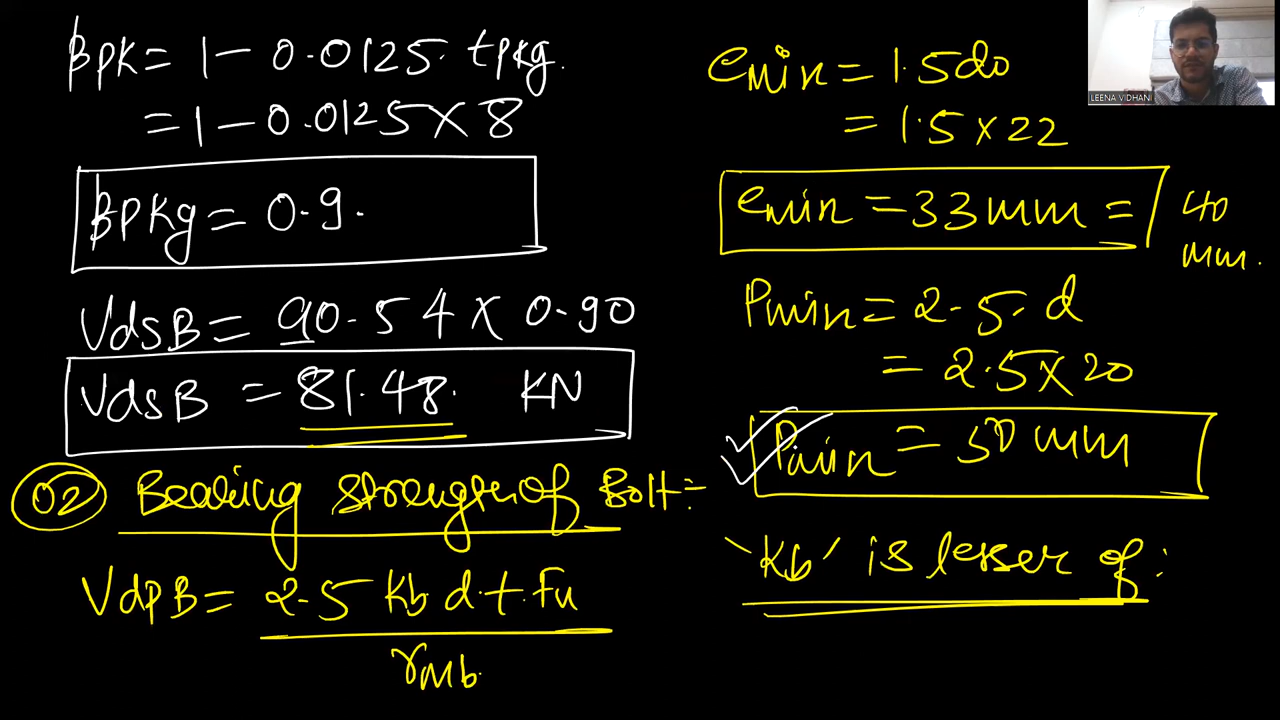 βpk = 1 - 0.0125. tpkg.
= 1 - 0.0125 x 8
βpkg = 0.9.
VdsB = 90.54 x 0.90
VdsB = 81.48. KN
02 Bearing strength of Bolt:-
VdpB = 2.5 Kb d.t.Fu
γmb.
emin = 1.5do
= 1.5 x 22
emin = 33 mm = 40
mm.
Pmin = 2.5. d
= 2.5 x 20
Pmin = 50 mm
'Kb' is lesser of:
LEENA VIDHANI